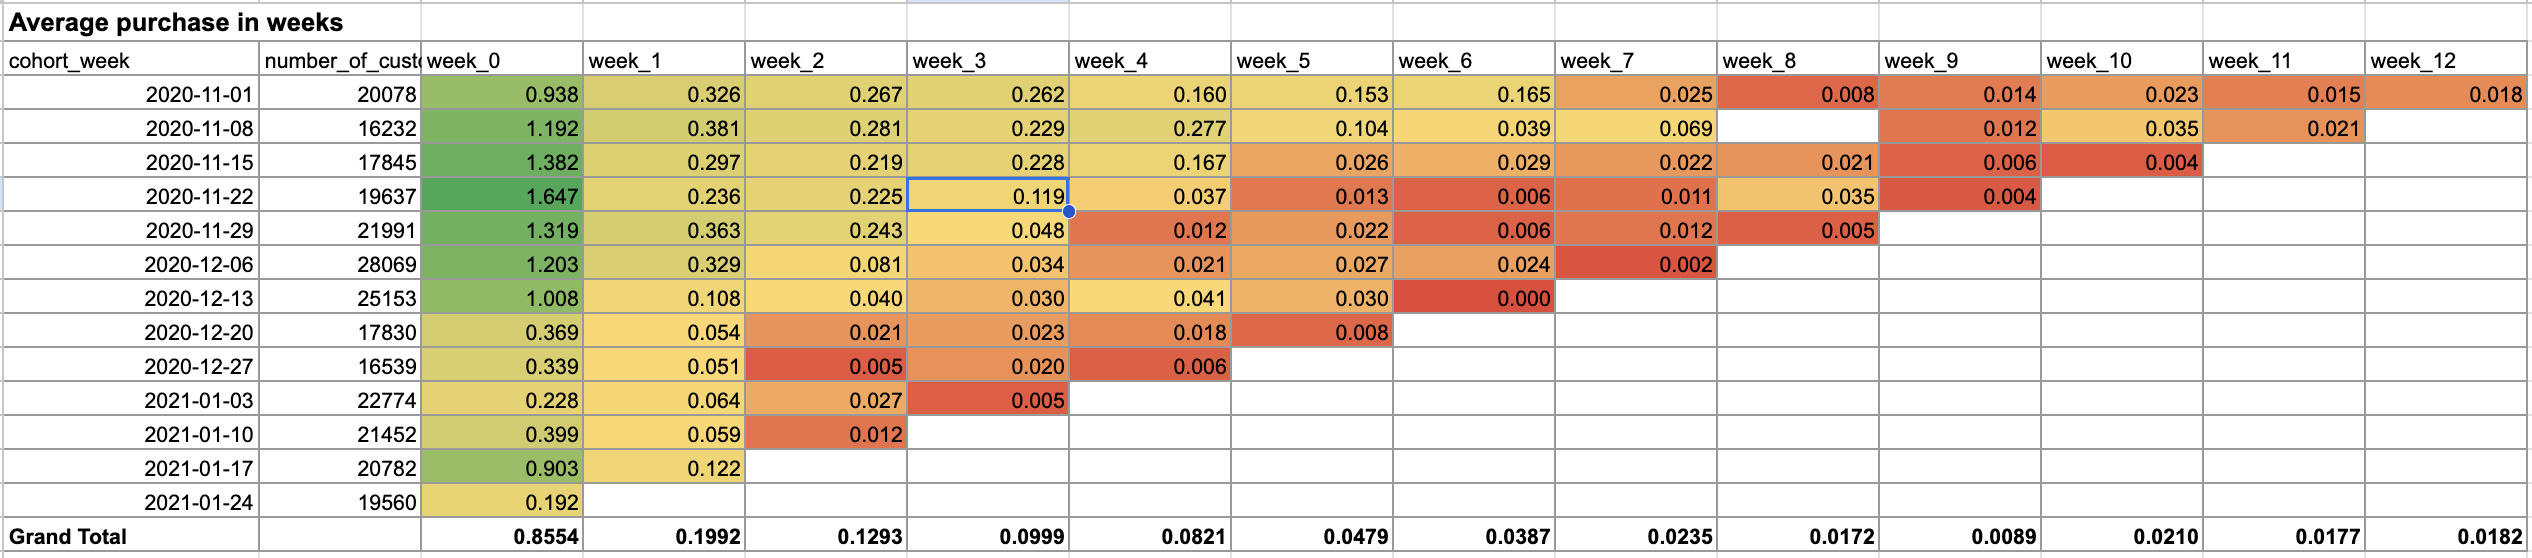 Average purchase in weeks
cohort_week number_of_custo week_0 week_1 week_2 week_3 week_4 week_5 week_6 week_7 week_8 week_9 week_10 week_11 week_12
2020-11-01 20078 0.938 0.326 0.267 0.262 0.160 0.153 0.165 0.025 0.008 0.014 0.023 0.015 0.018
2020-11-08 16232 1.192 0.381 0.281 0.229 0.277 0.104 0.039 0.069 0.012 0.035 0.021
2020-11-15 17845 1.382 0.297 0.219 0.228 0.167 0.026 0.029 0.022 0.021 0.006 0.004
2020-11-22 19637 1.647 0.236 0.225 0.119 0.037 0.013 0.006 0.011 0.035 0.004
2020-11-29 21991 1.319 0.363 0.243 0.048 0.012 0.022 0.006 0.012 0.005
2020-12-06 28069 1.203 0.329 0.081 0.034 0.021 0.027 0.024 0.002
2020-12-13 25153 1.008 0.108 0.040 0.030 0.041 0.030 0.000
2020-12-20 17830 0.369 0.054 0.021 0.023 0.018 0.008
2020-12-27 16539 0.339 0.051 0.005 0.020 0.006
2021-01-03 22774 0.228 0.064 0.027 0.005
2021-01-10 21452 0.399 0.059 0.012
2021-01-17 20782 0.903 0.122
2021-01-24 19560 0.192
Grand Total 0.8554 0.1992 0.1293 0.0999 0.0821 0.0479 0.0387 0.0235 0.0172 0.0089 0.0210 0.0177 0.0182